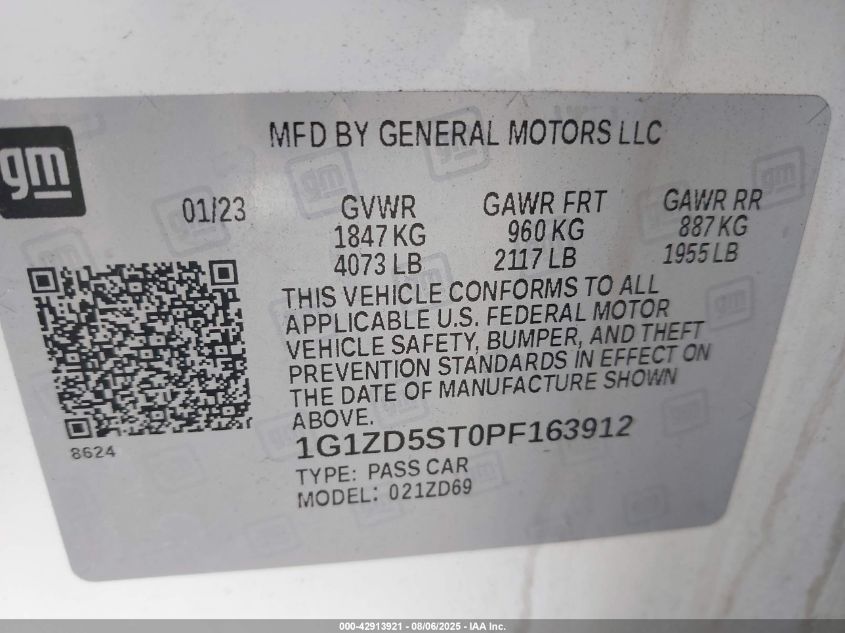 MFD BY GENERAL MOTORS LLC
gm
01/23
GVWR GAWR FRT GAWR RR
1847 KG 960 KG 887 KG
4073 LB 2117 LB 1955 LB
THIS VEHICLE CONFORMS TO ALL
APPLICABLE U.S. FEDERAL MOTOR
VEHICLE SAFETY, BUMPER, AND THEFT
PREVENTION STANDARDS IN EFFECT ON
THE DATE OF MANUFACTURE SHOWN
ABOVE.
8624
1G1ZD5ST0PF163912
TYPE: PASS CAR
MODEL: 021ZD69
000-42913921 - 08/06/2025 - IAA Inc.